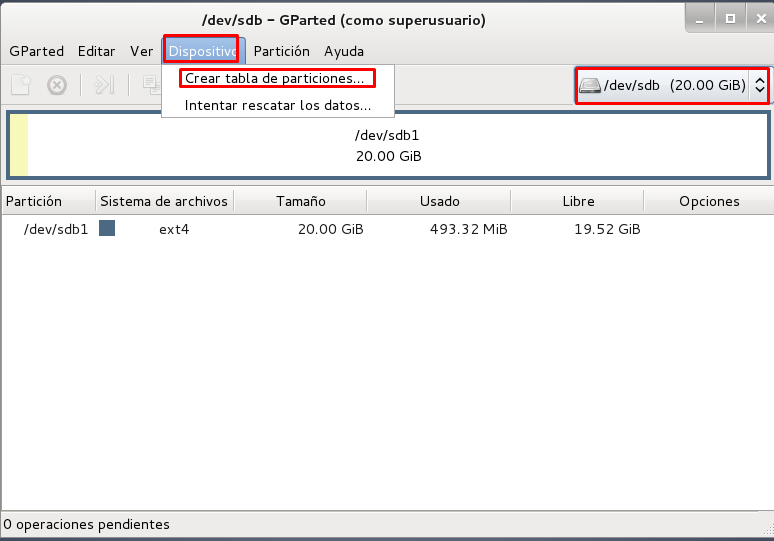 /dev/sdb - GParted (como superusuario)
GParted Editar Ver Dispositivo Partición Ayuda
Crear tabla de particiones...
/dev/sdb (20.00 GiB)
Intentar rescatar los datos...
/dev/sdb1
20.00 GiB
Partición Sistema de archivos Tamaño Usado Libre Opciones
/dev/sdb1 ext4 20.00 GiB 493.32 MiB 19.52 GiB
0 operaciones pendientes